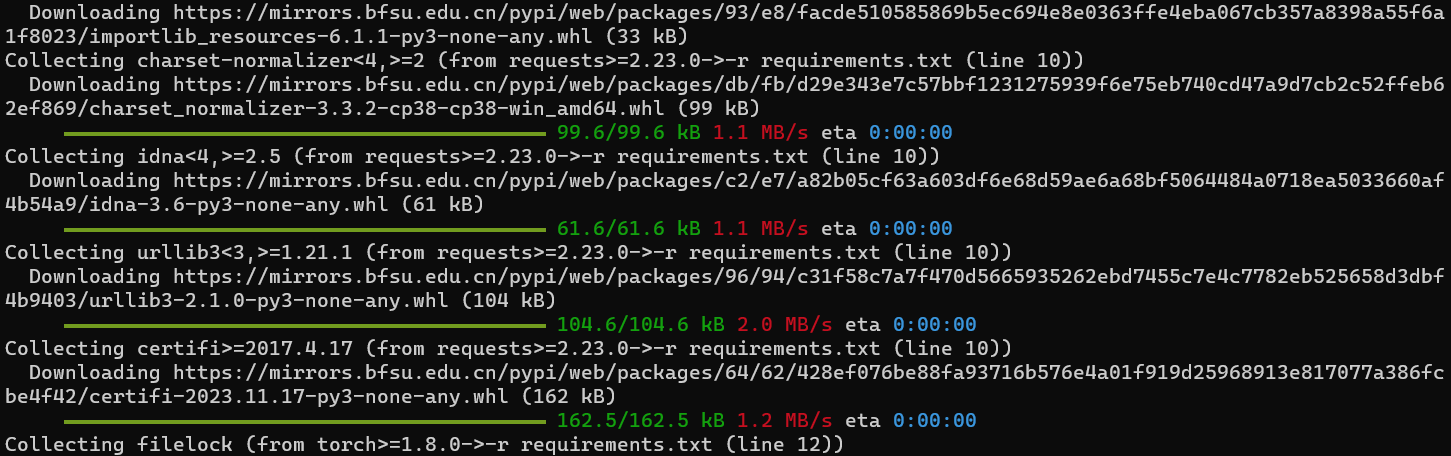 Downloading https://mirrors.bfsu.edu.cn/pypi/web/packages/93/e8/facde510585869b5ec694e8e0363ffe4eba067cb357a8398a55f6a
1f8023/importlib_resources-6.1.1-py3-none-any.whl (33 kB)
Collecting charset-normalizer<4,>=2 (from requests>=2.23.0->-r requirements.txt (line 10))
Downloading https://mirrors.bfsu.edu.cn/pypi/web/packages/db/fb/d29e343e7c57bbf1231275939f6e75eb740cd47a9d7cb2c52ffeb6
2ef869/charset_normalizer-3.3.2-cp38-cp38-win_amd64.whl (99 kB)
99.6/99.6 kB 1.1 MB/s eta 0:00:00
Collecting idna<4,>=2.5 (from requests>=2.23.0->-r requirements.txt (line 10))
Downloading https://mirrors.bfsu.edu.cn/pypi/web/packages/c2/e7/a82b05cf63a603df6e68d59ae6a68bf5064484a0718ea5033660af
4b54a9/idna-3.6-py3-none-any.whl (61 kB)
61.6/61.6 kB 1.1 MB/s eta 0:00:00
Collecting urllib3<3,>=1.21.1 (from requests>=2.23.0->-r requirements.txt (line 10))
Downloading https://mirrors.bfsu.edu.cn/pypi/web/packages/96/94/c31f58c7a7f470d5665935262ebd7455c7e4c7782eb525658d3dbf
4b9403/urllib3-2.1.0-py3-none-any.whl (104 kB)
104.6/104.6 kB 2.0 MB/s eta 0:00:00
Collecting certifi>=2017.4.17 (from requests>=2.23.0->-r requirements.txt (line 10))
Downloading https://mirrors.bfsu.edu.cn/pypi/web/packages/64/62/428ef076be88fa93716b576e4a01f919d25968913e817077a386fc
be4f42/certifi-2023.11.17-py3-none-any.whl (162 kB)
162.5/162.5 kB 1.2 MB/s eta 0:00:00
Collecting filelock (from torch>=1.8.0->-r requirements.txt (line 12))